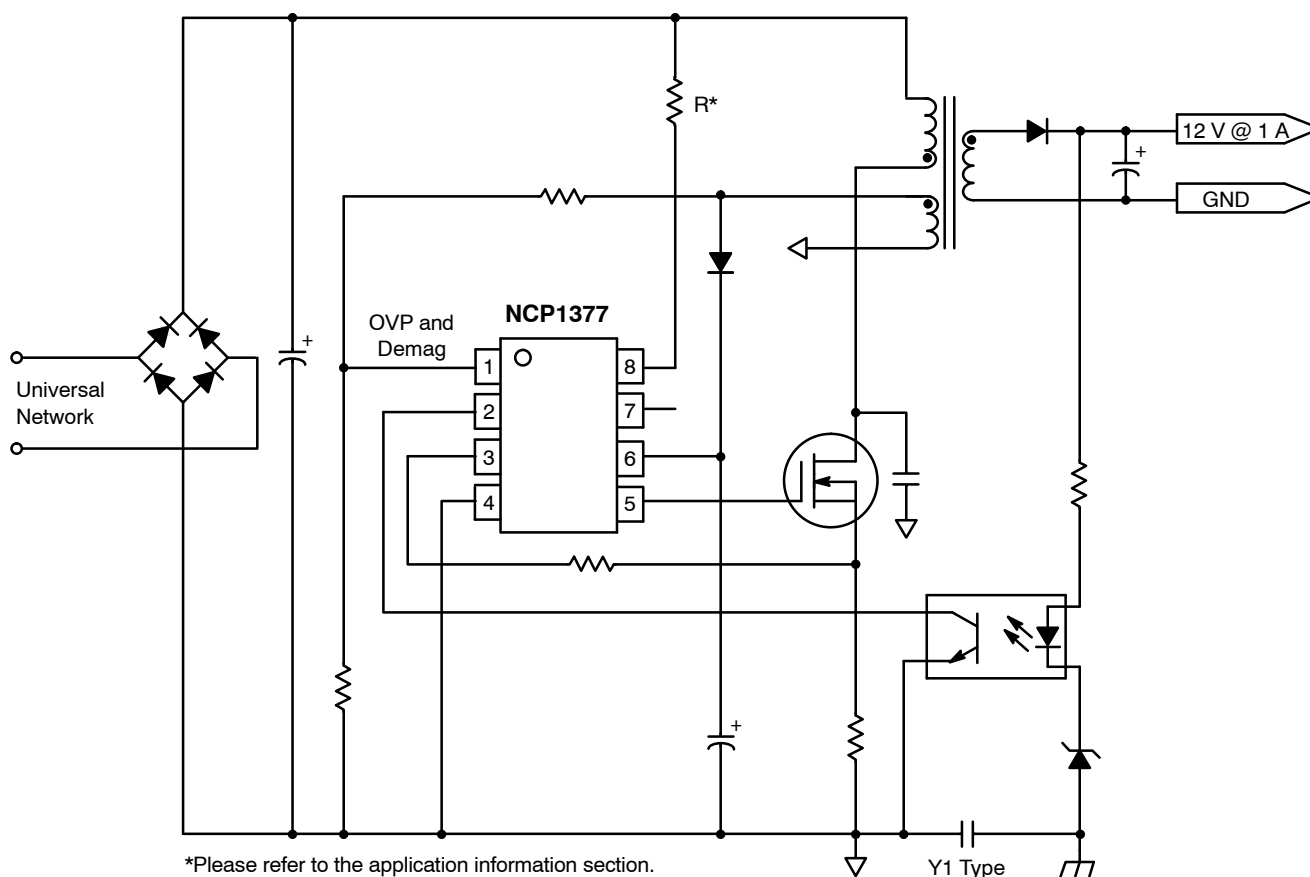 R*
12 V @ 1 A
+
GND
OVP and
Demag
NCP1377
+
Universal
Network
1
8
2
7
3
6
4
5
+
*Please refer to the application information section.
Y1 Type